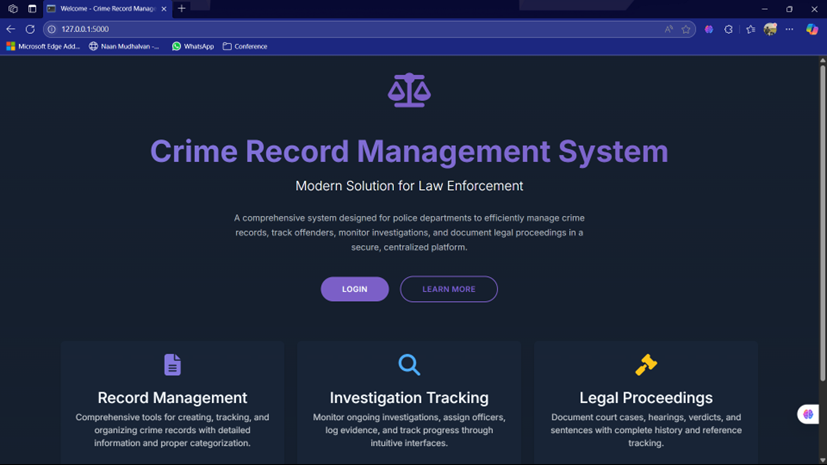 Welcome - Crime Record Manage
127.0.0.1:5000
Microsoft Edge Add... Naan Mudhalvan -... WhatsApp Conference
Crime Record Management System
Modern Solution for Law Enforcement
A comprehensive system designed for police departments to efficiently manage crime
records, track offenders, monitor investigations, and document legal proceedings in a
secure, centralized platform.
LOGIN LEARN MORE
Record Management
Comprehensive tools for creating, tracking, and
organizing crime records with detailed
information and proper categorization.
Investigation Tracking
Monitor ongoing investigations, assign officers,
log evidence, and track progress through
intuitive interfaces.
Legal Proceedings
Document court cases, hearings, verdicts, and
sentences with complete history and reference
tracking.